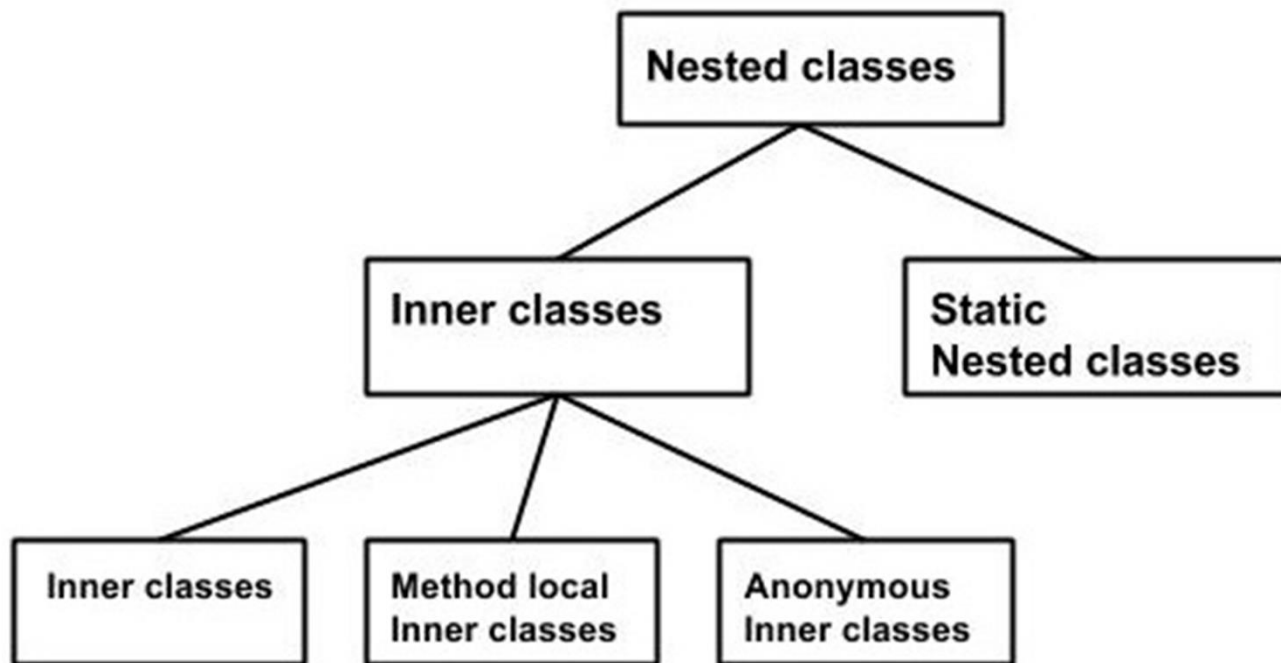 Nested classes
Inner classes
Static
Nested classes
Inner classes
Method local
Inner classes
Anonymous
Inner classes